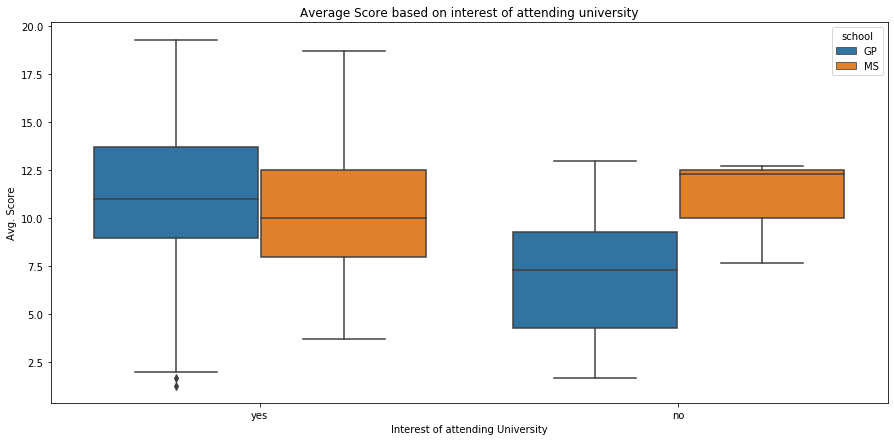 Average Score based on interest of attending university
school
GP
MS
20.0
17.5
15.0
12.5
10.0
7.5
5.0
2.5
Avg. Score
yes
no
Interest of attending University